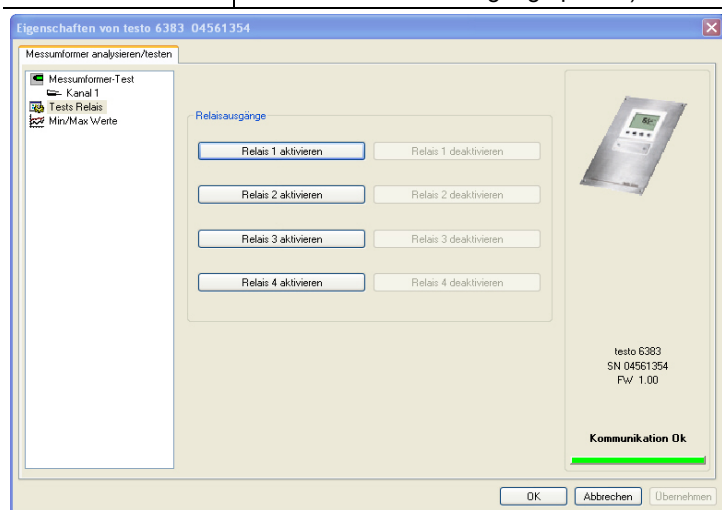 Eigenschaften von testo 6383 04561354
Messumformer analysieren/testen
Messumformer-Test
Kanal 1
Tests Relais
Min/Max Werte
Relaisausgänge
Relais 1 aktivieren
Relais 1 deaktivieren
Relais 2 aktivieren
Relais 2 deaktivieren
Relais 3 aktivieren
Relais 3 deaktivieren
Relais 4 aktivieren
Relais 4 deaktivieren
testo 6383
SN 04561354
FW 1.00
Kommunikation Ok
OK
Abbrechen
Übernehmen